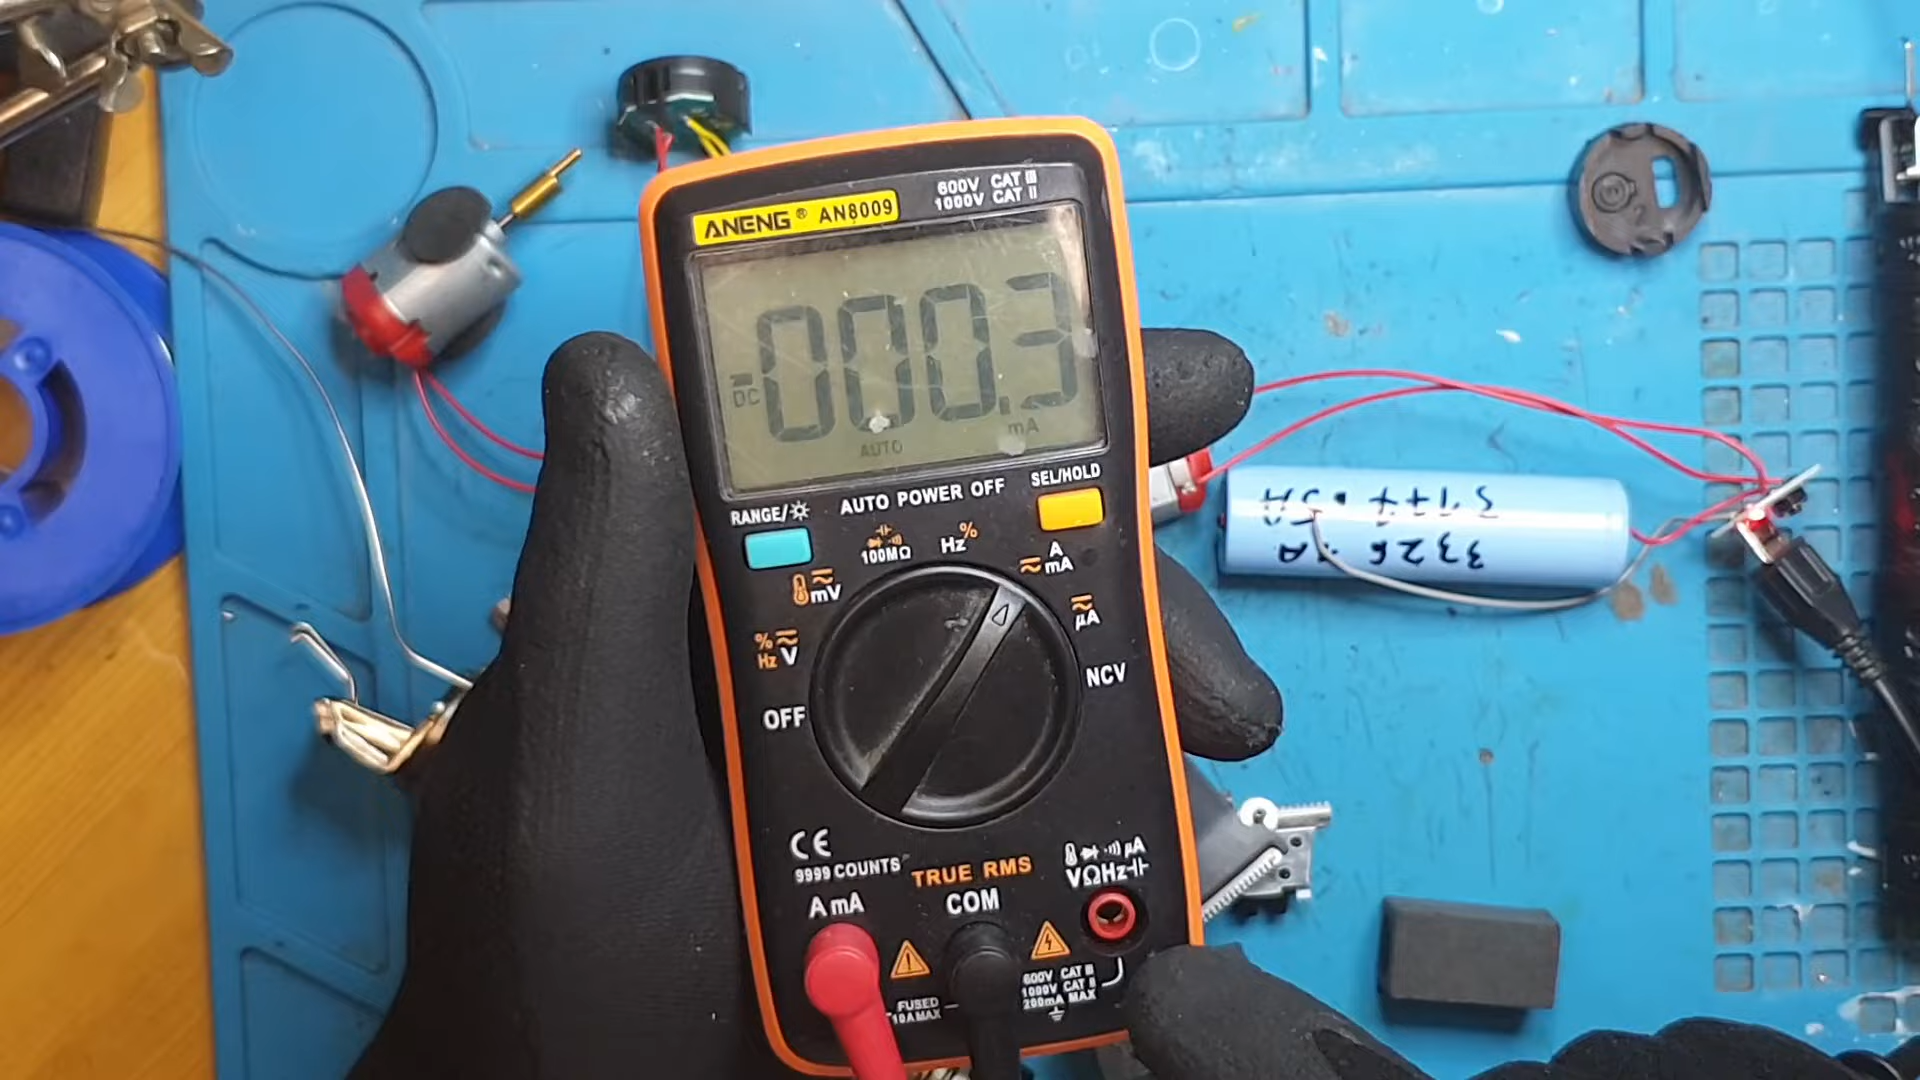 600V CAT III
1000V CAT II
ANENG® AN8009
-000.3
DC
AUTO
mA
RANGE/
AUTO POWER OFF
SEL/HOLD
100MΩ
Hz%
A
mA
mV
µA
% Hz V
NCV
OFF
CE
9999 COUNTS
TRUE RMS
µA
VΩHz
A mA
COM
FUSED
10A MAX
600V CAT III
1000V CAT II
200mA MAX